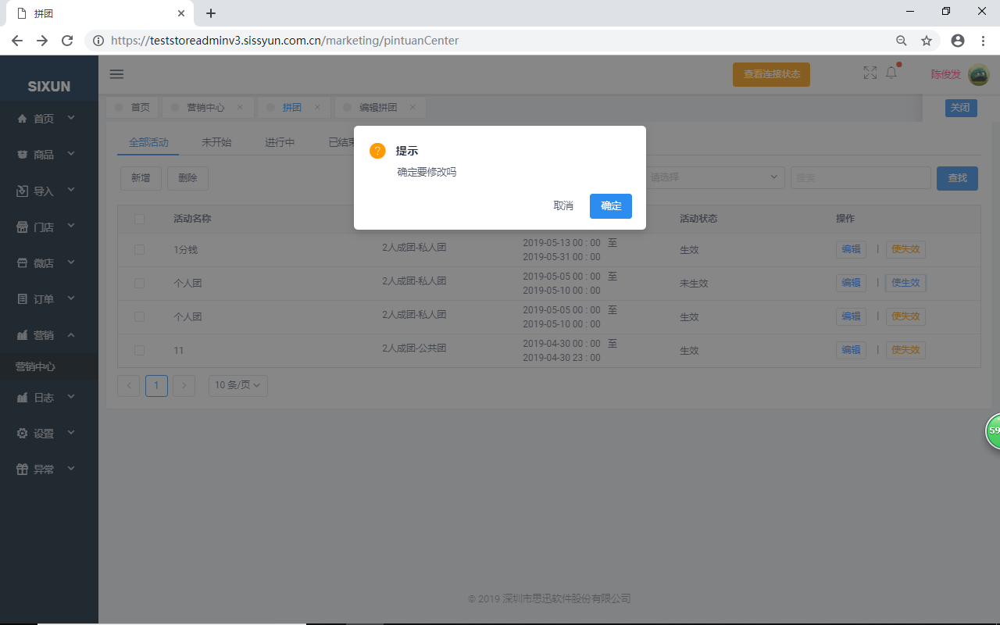 拼团
https://teststoreadminv3.sissyun.com.cn/marketing/pintuanCenter
SIXUN
查看连接状态
陈俊发
首页
营销中心
拼团
编辑拼团
关闭
首页
商品
导入
门店
微店
订单
营销
营销中心
日志
设置
异常
全部活动
未开始
进行中
已结束
新增
删除
请选择
搜索
查找
提示
确定要修改吗
取消
确定
活动名称
活动状态
操作
1分钱
2人成团-私人团
2019-05-13 00 : 00 至
2019-05-31 00 : 00
生效
编辑 | 使失效
个人团
2人成团-私人团
2019-05-05 00 : 00 至
2019-05-10 00 : 00
未生效
编辑 | 使生效
个人团
2人成团-私人团
2019-05-05 00 : 00 至
2019-05-10 00 : 00
生效
编辑 | 使失效
11
2人成团-公共团
2019-04-30 00 : 00 至
2019-04-30 23 : 00
生效
编辑 | 使失效
1
10 条/页
59
© 2019 深圳市思迅软件股份有限公司